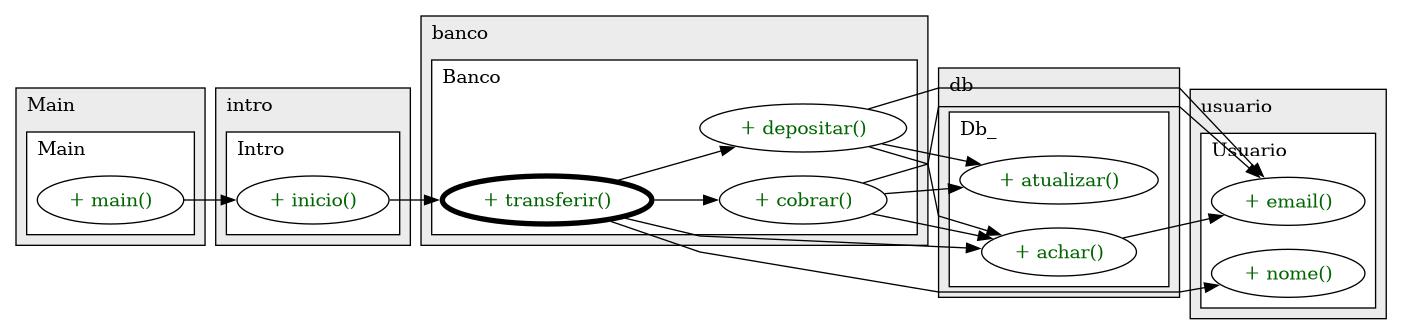 Main
Main
+ main()
intro
Intro
+ inicio()
banco
Banco
+ depositar()
+ transferir()
+ cobrar()
db
Db_
+ atualizar()
+ achar()
usuario
Usuario
+ email()
+ nome()